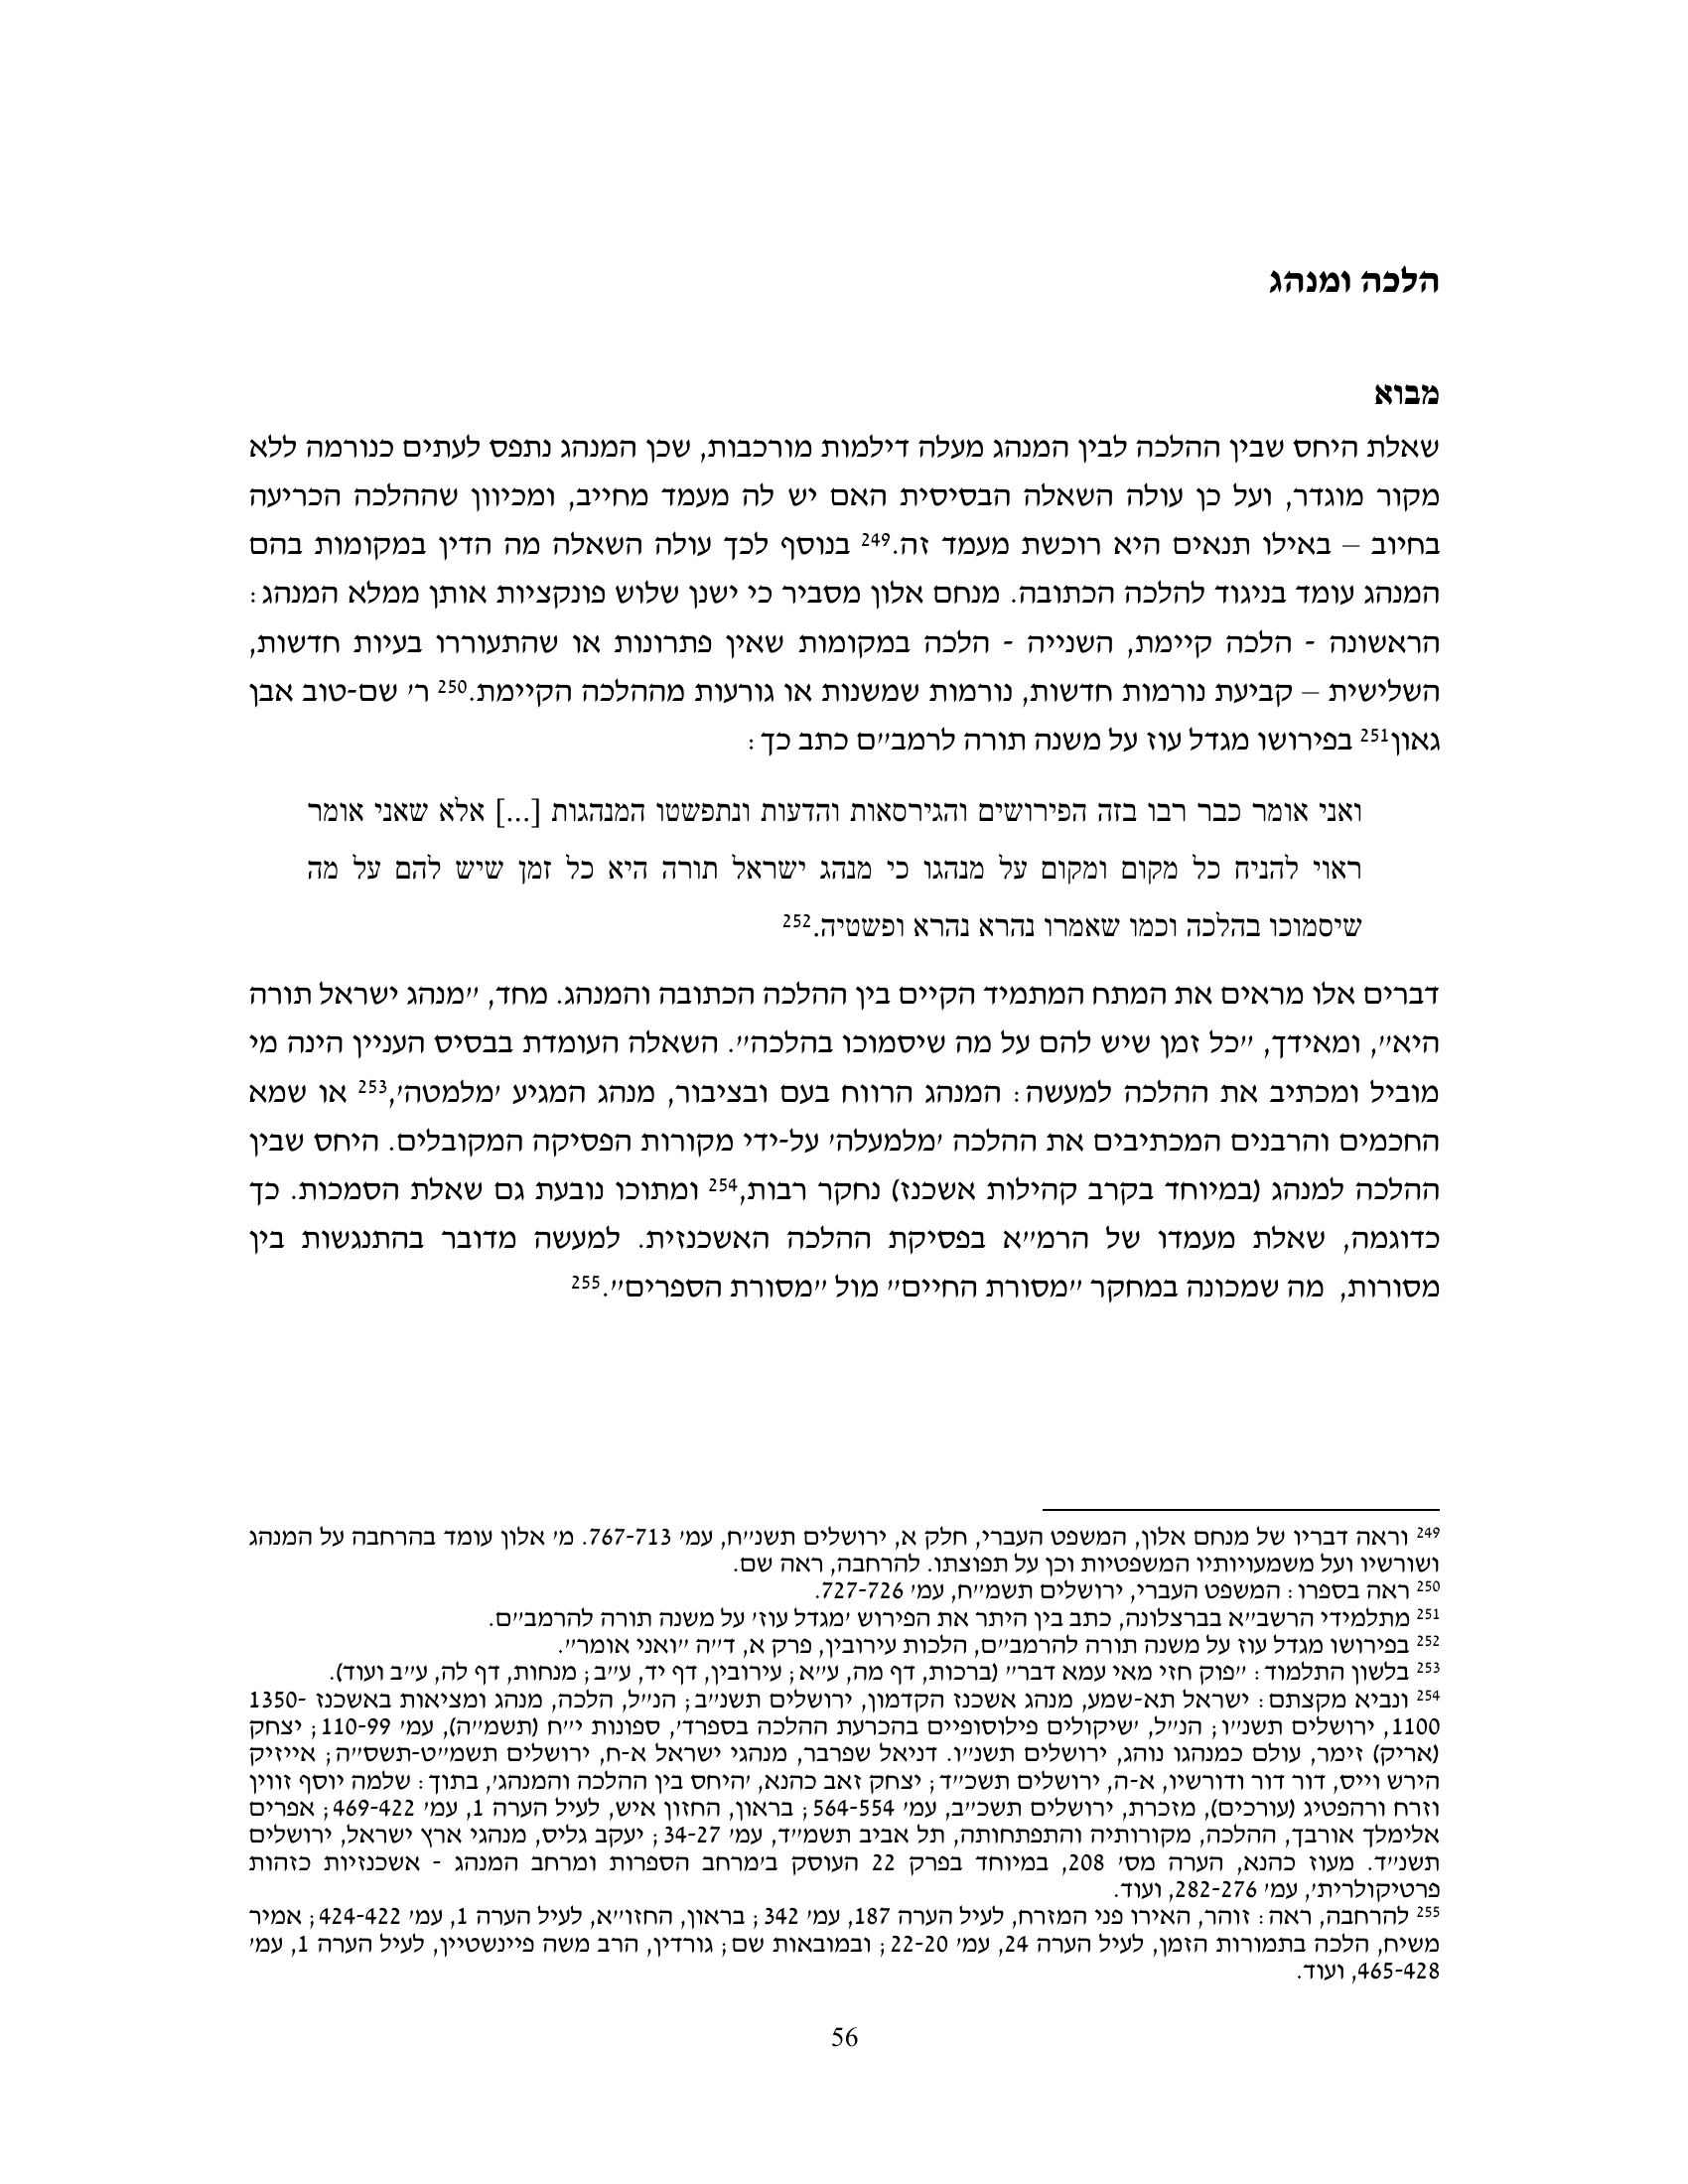 הלכה ומנהג
מבוא
שאלת היחס שבין ההלכה לבין המנהג מעלה דילמות מורכבות, שכן המנהג נתפס לעתים כנורמה ללא
מקור מוגדר, ועל כן עולה השאלה הבסיסית האם יש לה מעמד מחייב, ומכיוון שההלכה הכריעה
בחיוב – באילו תנאים היא רוכשת מעמד זה.249 בנוסף לכך עולה השאלה מה הדין במקומות בהם
המנהג עומד בניגוד להלכה הכתובה. מנחם אלון מסביר כי ישנן שלוש פונקציות אותן ממלא המנהג:
הראשונה - הלכה קיימת, השנייה - הלכה במקומות שאין פתרונות או שהתעוררו בעיות חדשות,
השלישית – קביעת נורמות חדשות, נורמות שמשנות או גורעות מההלכה הקיימת.250 ר' שם-טוב אבן
גאון251 בפירושו מגדל עוז על משנה תורה לרמב"ם כתב כך:
ואני אומר כבר רבו בזה הפירושים והגירסאות והדעות ונתפשטו המנהגות [...] אלא שאני אומר
ראוי להניח כל מקום ומקום על מנהגו כי מנהג ישראל תורה היא כל זמן שיש להם על מה
שיסמוכו בהלכה וכמו שאמרו נהרא נהרא ופשטיה.252
דברים אלו מראים את המתח המתמיד הקיים בין ההלכה הכתובה והמנהג. מחד, "מנהג ישראל תורה
היא", ומאידך, "כל זמן שיש להם על מה שיסמוכו בהלכה". השאלה העומדת בבסיס העניין הינה מי
מוביל ומכתיב את ההלכה למעשה: המנהג הרווח בעם ובציבור, מנהג המגיע 'מלמטה',253 או שמא
החכמים והרבנים המכתיבים את ההלכה 'מלמעלה' על-ידי מקורות הפסיקה המקובלים. היחס שבין
ההלכה למנהג (במיוחד בקרב קהילות אשכנז) נחקר רבות,254 ומתוכו נובעת גם שאלת הסמכות. כך
כדוגמה, שאלת מעמדו של הרמ"א בפסיקת ההלכה האשכנזית. למעשה מדובר בהתנגשות בין
מסורות, מה שמכונה במחקר "מסורת החיים" מול "מסורת הספרים".255
249 וראה דבריו של מנחם אלון, המשפט העברי, חלק א, ירושלים תשנ"ח, עמ' 767-713. מ' אלון עומד בהרחבה על המנהג
ושורשיו ועל משמעויותיו המשפטיות וכן על תפוצתו. להרחבה, ראה שם.
250 ראה בספרו: המשפט העברי, ירושלים תשמ"ח, עמ' 727-726.
251 מתלמידי הרשב"א בברצלונה, כתב בין היתר את הפירוש 'מגדל עוז' על משנה תורה להרמב"ם.
252 בפירושו מגדל עוז על משנה תורה להרמב"ם, הלכות עירובין, פרק א, ד"ה "ואני אומר".
253 בלשון התלמוד: "פוק חזי מאי עמא דבר" (ברכות, דף מה, ע"א; עירובין, דף יד, ע"ב; מנחות, דף לה, ע"ב ועוד).
254 ונביא מקצתם: ישראל תא-שמע, מנהג אשכנז הקדמון, ירושלים תשנ"ב; הנ"ל, הלכה, מנהג ומציאות באשכנז 1350-
1100, ירושלים תשנ"ו; הנ"ל, 'שיקולים פילוסופיים בהכרעת ההלכה בספרד', ספונות י"ח (תשמ"ה), עמ' 110-99; יצחק
(אריק) זימר, עולם כמנהגו נוהג, ירושלים תשנ"ו. דניאל שפרבר, מנהגי ישראל א-ח, ירושלים תשמ"ט-תשס"ה; אייזיק
הירש וייס, דור דור ודורשיו, א-ה, ירושלים תשכ"ד; יצחק זאב כהנא, 'היחס בין ההלכה והמנהג', בתוך: שלמה יוסף זווין
וזרח ורהפטיג (עורכים), מזכרת, ירושלים תשכ"ב, עמ' 564-554; בראון, החזון איש, לעיל הערה 1, עמ' 469-422; אפרים
אלימלך אורבך, ההלכה, מקורותיה והתפתחותה, תל אביב תשמ"ד, עמ' 34-27; יעקב גליס, מנהגי ארץ ישראל, ירושלים
תשנ"ד. מעוז כהנא, הערה מס' 208, במיוחד בפרק 22 העוסק ב'מרחב הספרות ומרחב המנהג - אשכנזיות כזהות
פרטיקולרית', עמ' 282-276, ועוד.
255 להרחבה, ראה: זוהר, האירו פני המזרח, לעיל הערה 187, עמ' 342; בראון, החזו"א, לעיל הערה 1, עמ' 424-422; אמיר
משיח, הלכה בתמורות הזמן, לעיל הערה 24, עמ' 22-20; ובמובאות שם; גורדין, הרב משה פיינשטיין, לעיל הערה 1, עמ'
465-428, ועוד.
56